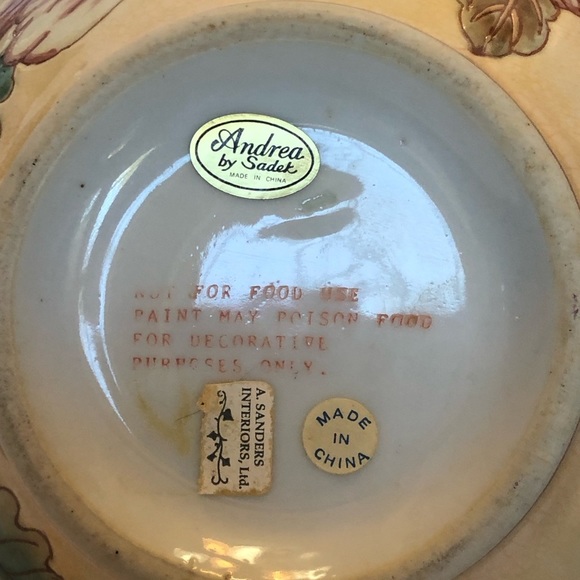 Andrea
by Sadek
MADE IN CHINA
NOT FOR FOOD USE
PAINT MAY POISON FOOD
FOR DECORATIVE
PURPOSES ONLY.
A. SANDERS
INTERIORS, Ltd.
MADE
IN
CHINA